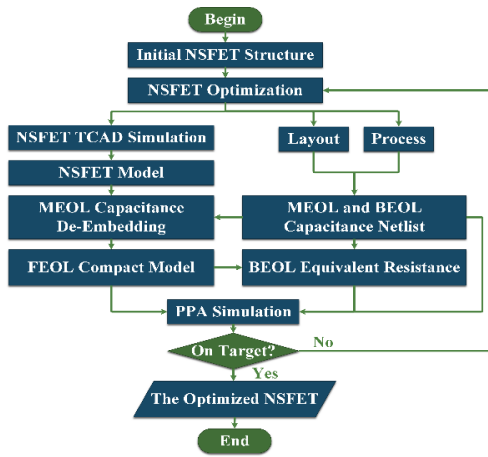 Begin
Initial NSFET Structure
NSFET Optimization
NSFET TCAD Simulation
Layout
Process
NSFET Model
MEOL Capacitance
De-Embedding
MEOL and BEOL
Capacitance Netlist
FEOL Compact Model
BEOL Equivalent Resistance
PPA Simulation
On Target?
No
Yes
The Optimized NSFET
End